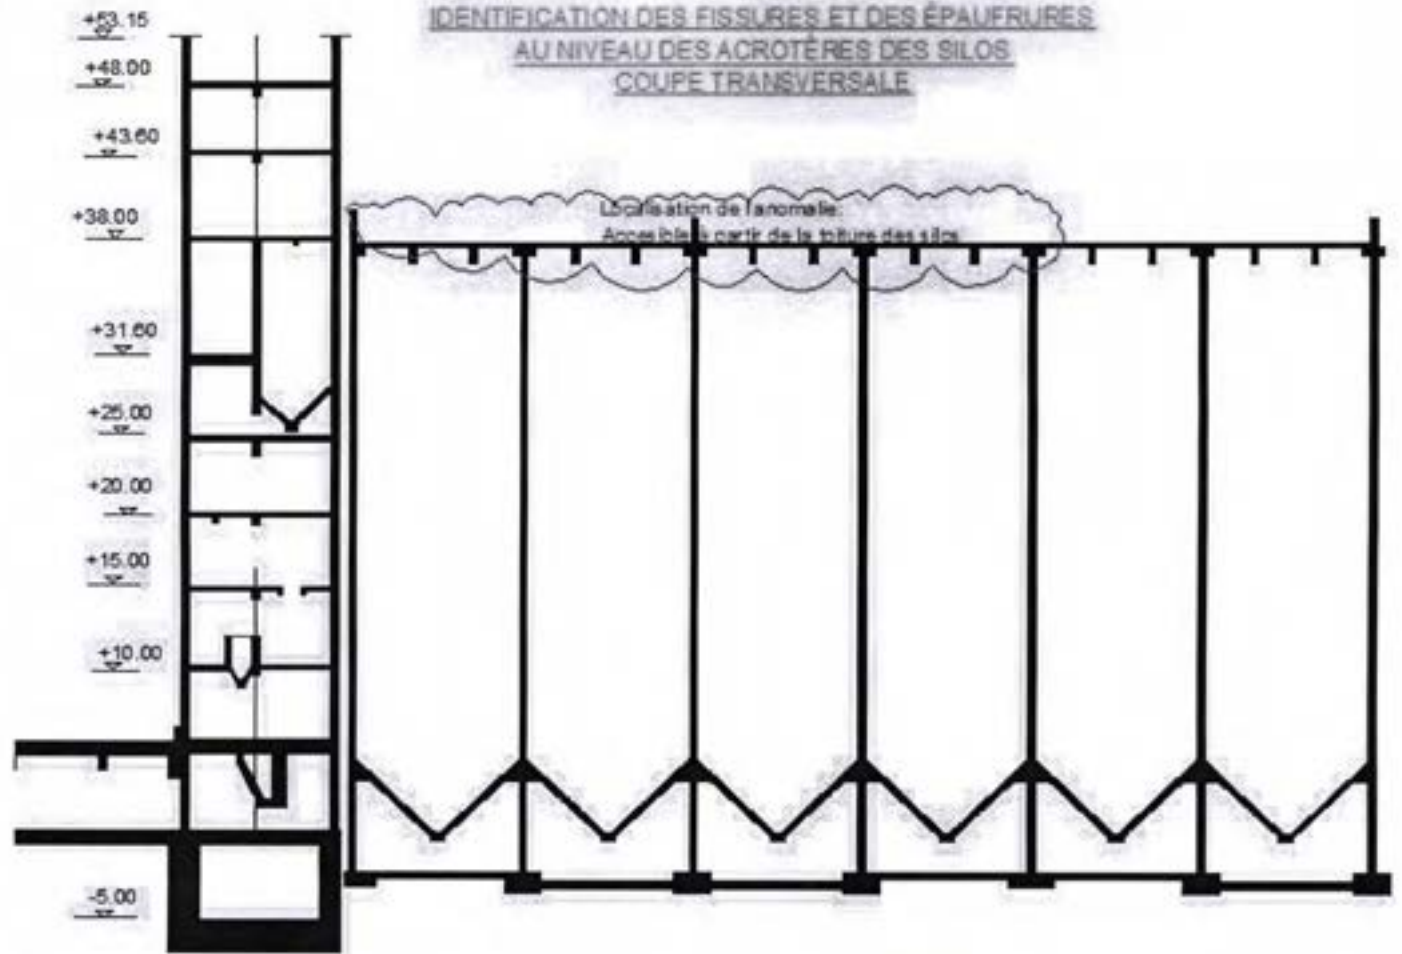 IDENTIFICATION DES FISSURES ET DES ÉPAUFRURES
AU NIVEAU DES ACROTÈRES DES SILOS
COUPE TRANSVERSALE
+53.15
+48.00
+43.60
+38.00
+31.60
+25.00
+20.00
+15.00
+10.00
-5.00
Localisation de l'anomalie:
Accesible à partir de la toiture des silos